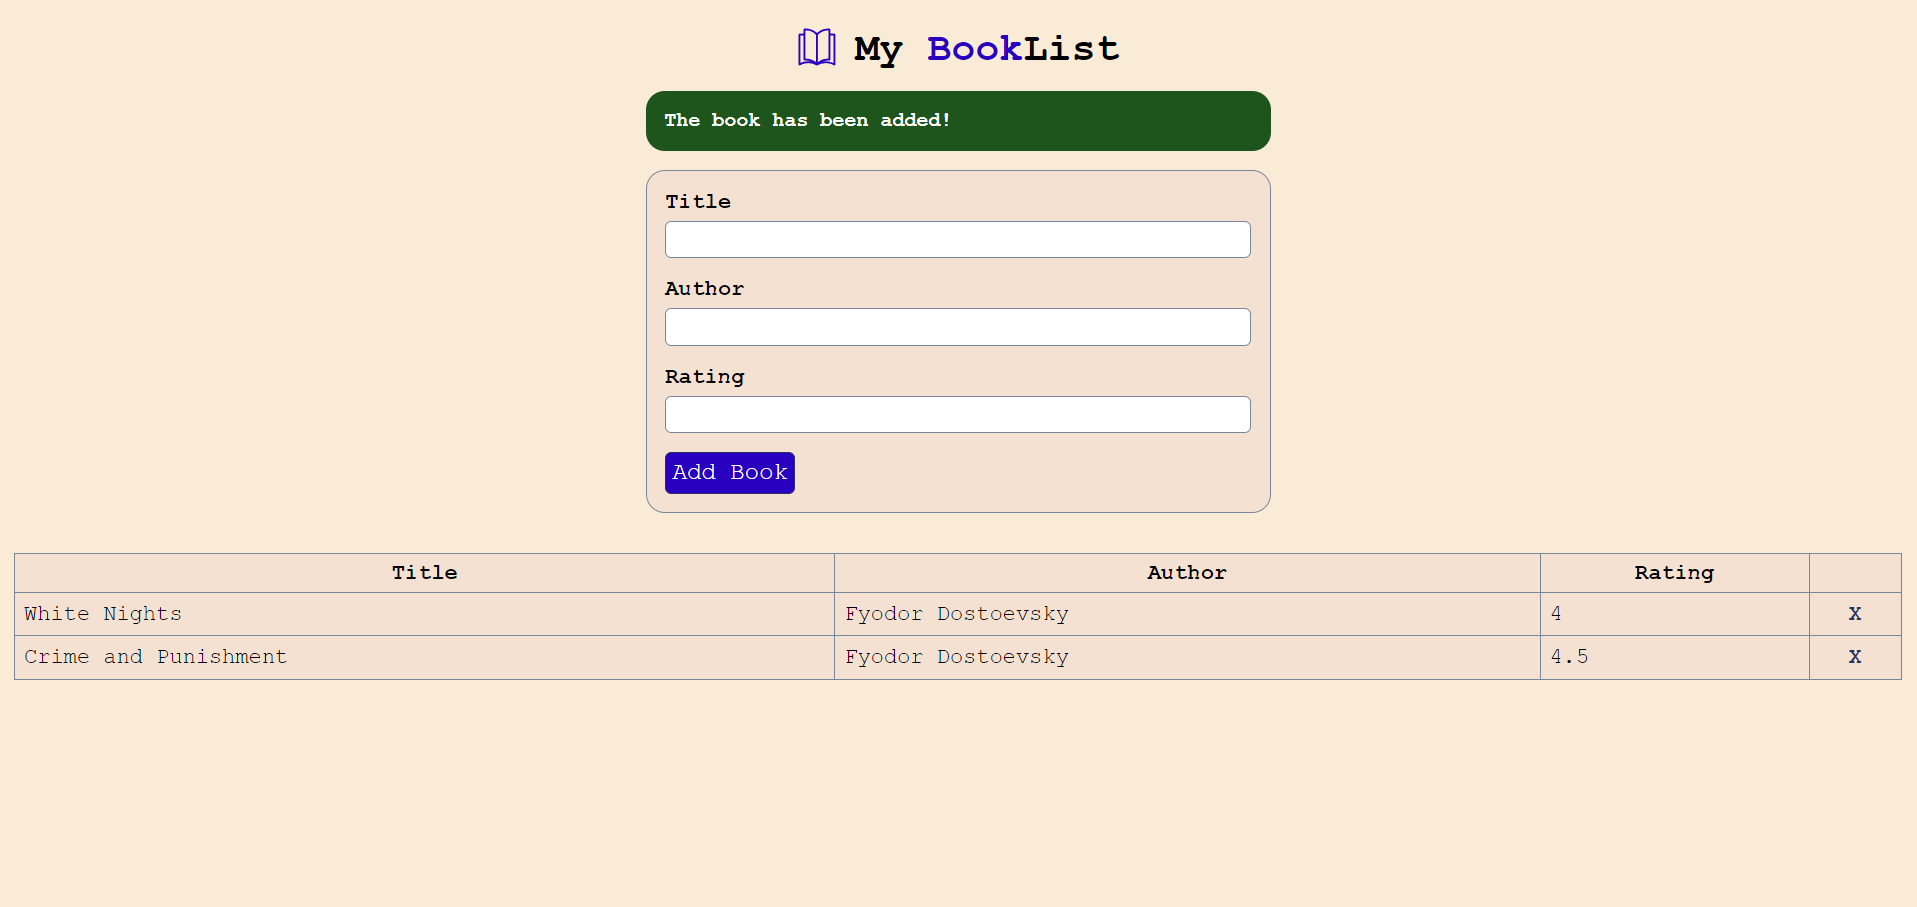 My BookList
The book has been added!
Title
Author
Rating
Add Book
Title Author Rating
White Nights Fyodor Dostoevsky 4 X
Crime and Punishment Fyodor Dostoevsky 4.5 X